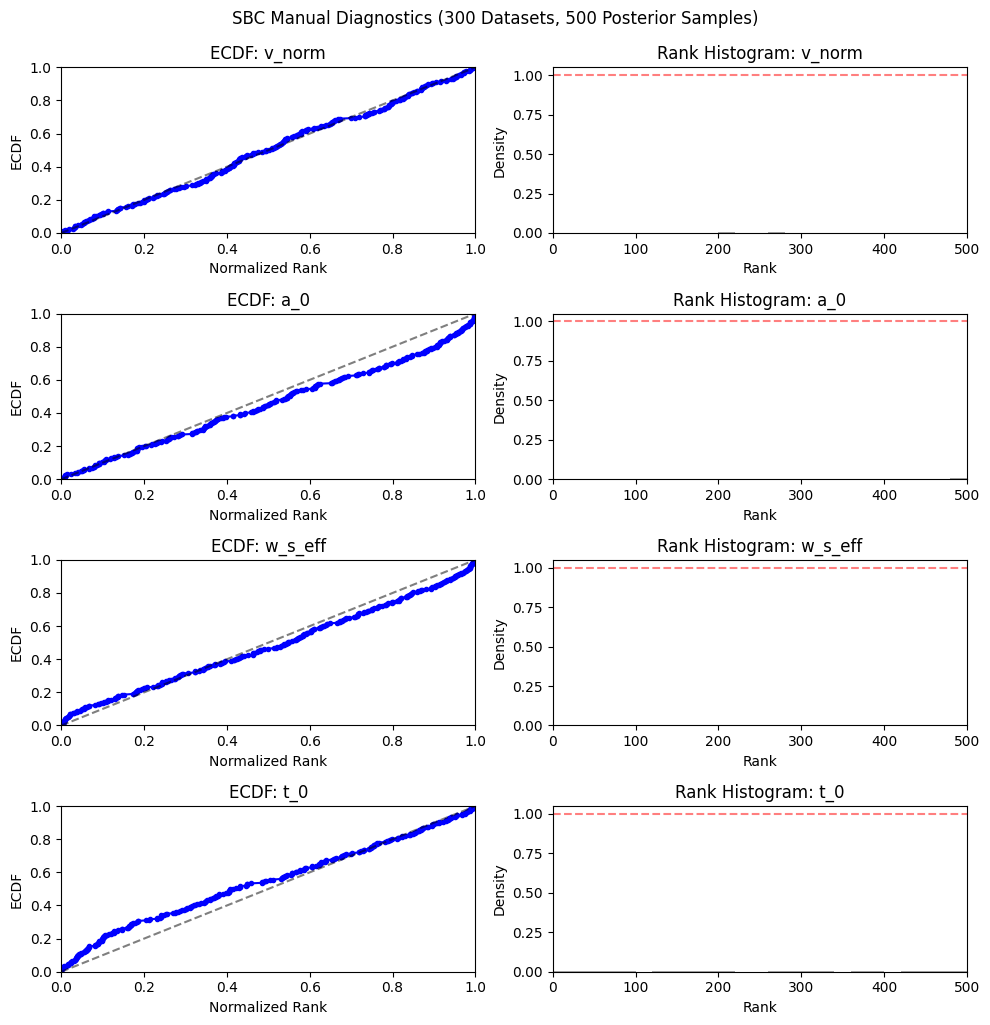 SBC Manual Diagnostics (300 Datasets, 500 Posterior Samples)
ECDF: v_norm
1.0
0.8
0.6
0.4
0.2
0.0
ECDF
0.0 0.2 0.4 0.6 0.8 1.0
Normalized Rank
Rank Histogram: v_norm
1.00
0.75
0.50
0.25
0.00
Density
0 100 200 300 400 500
Rank
ECDF: a_0
1.0
0.8
0.6
0.4
0.2
0.0
ECDF
0.0 0.2 0.4 0.6 0.8 1.0
Normalized Rank
Rank Histogram: a_0
1.00
0.75
0.50
0.25
0.00
Density
0 100 200 300 400 500
Rank
ECDF: w_s_eff
1.0
0.8
0.6
0.4
0.2
0.0
ECDF
0.0 0.2 0.4 0.6 0.8 1.0
Normalized Rank
Rank Histogram: w_s_eff
1.00
0.75
0.50
0.25
0.00
Density
0 100 200 300 400 500
Rank
ECDF: t_0
1.0
0.8
0.6
0.4
0.2
0.0
ECDF
0.0 0.2 0.4 0.6 0.8 1.0
Normalized Rank
Rank Histogram: t_0
1.00
0.75
0.50
0.25
0.00
Density
0 100 200 300 400 500
Rank